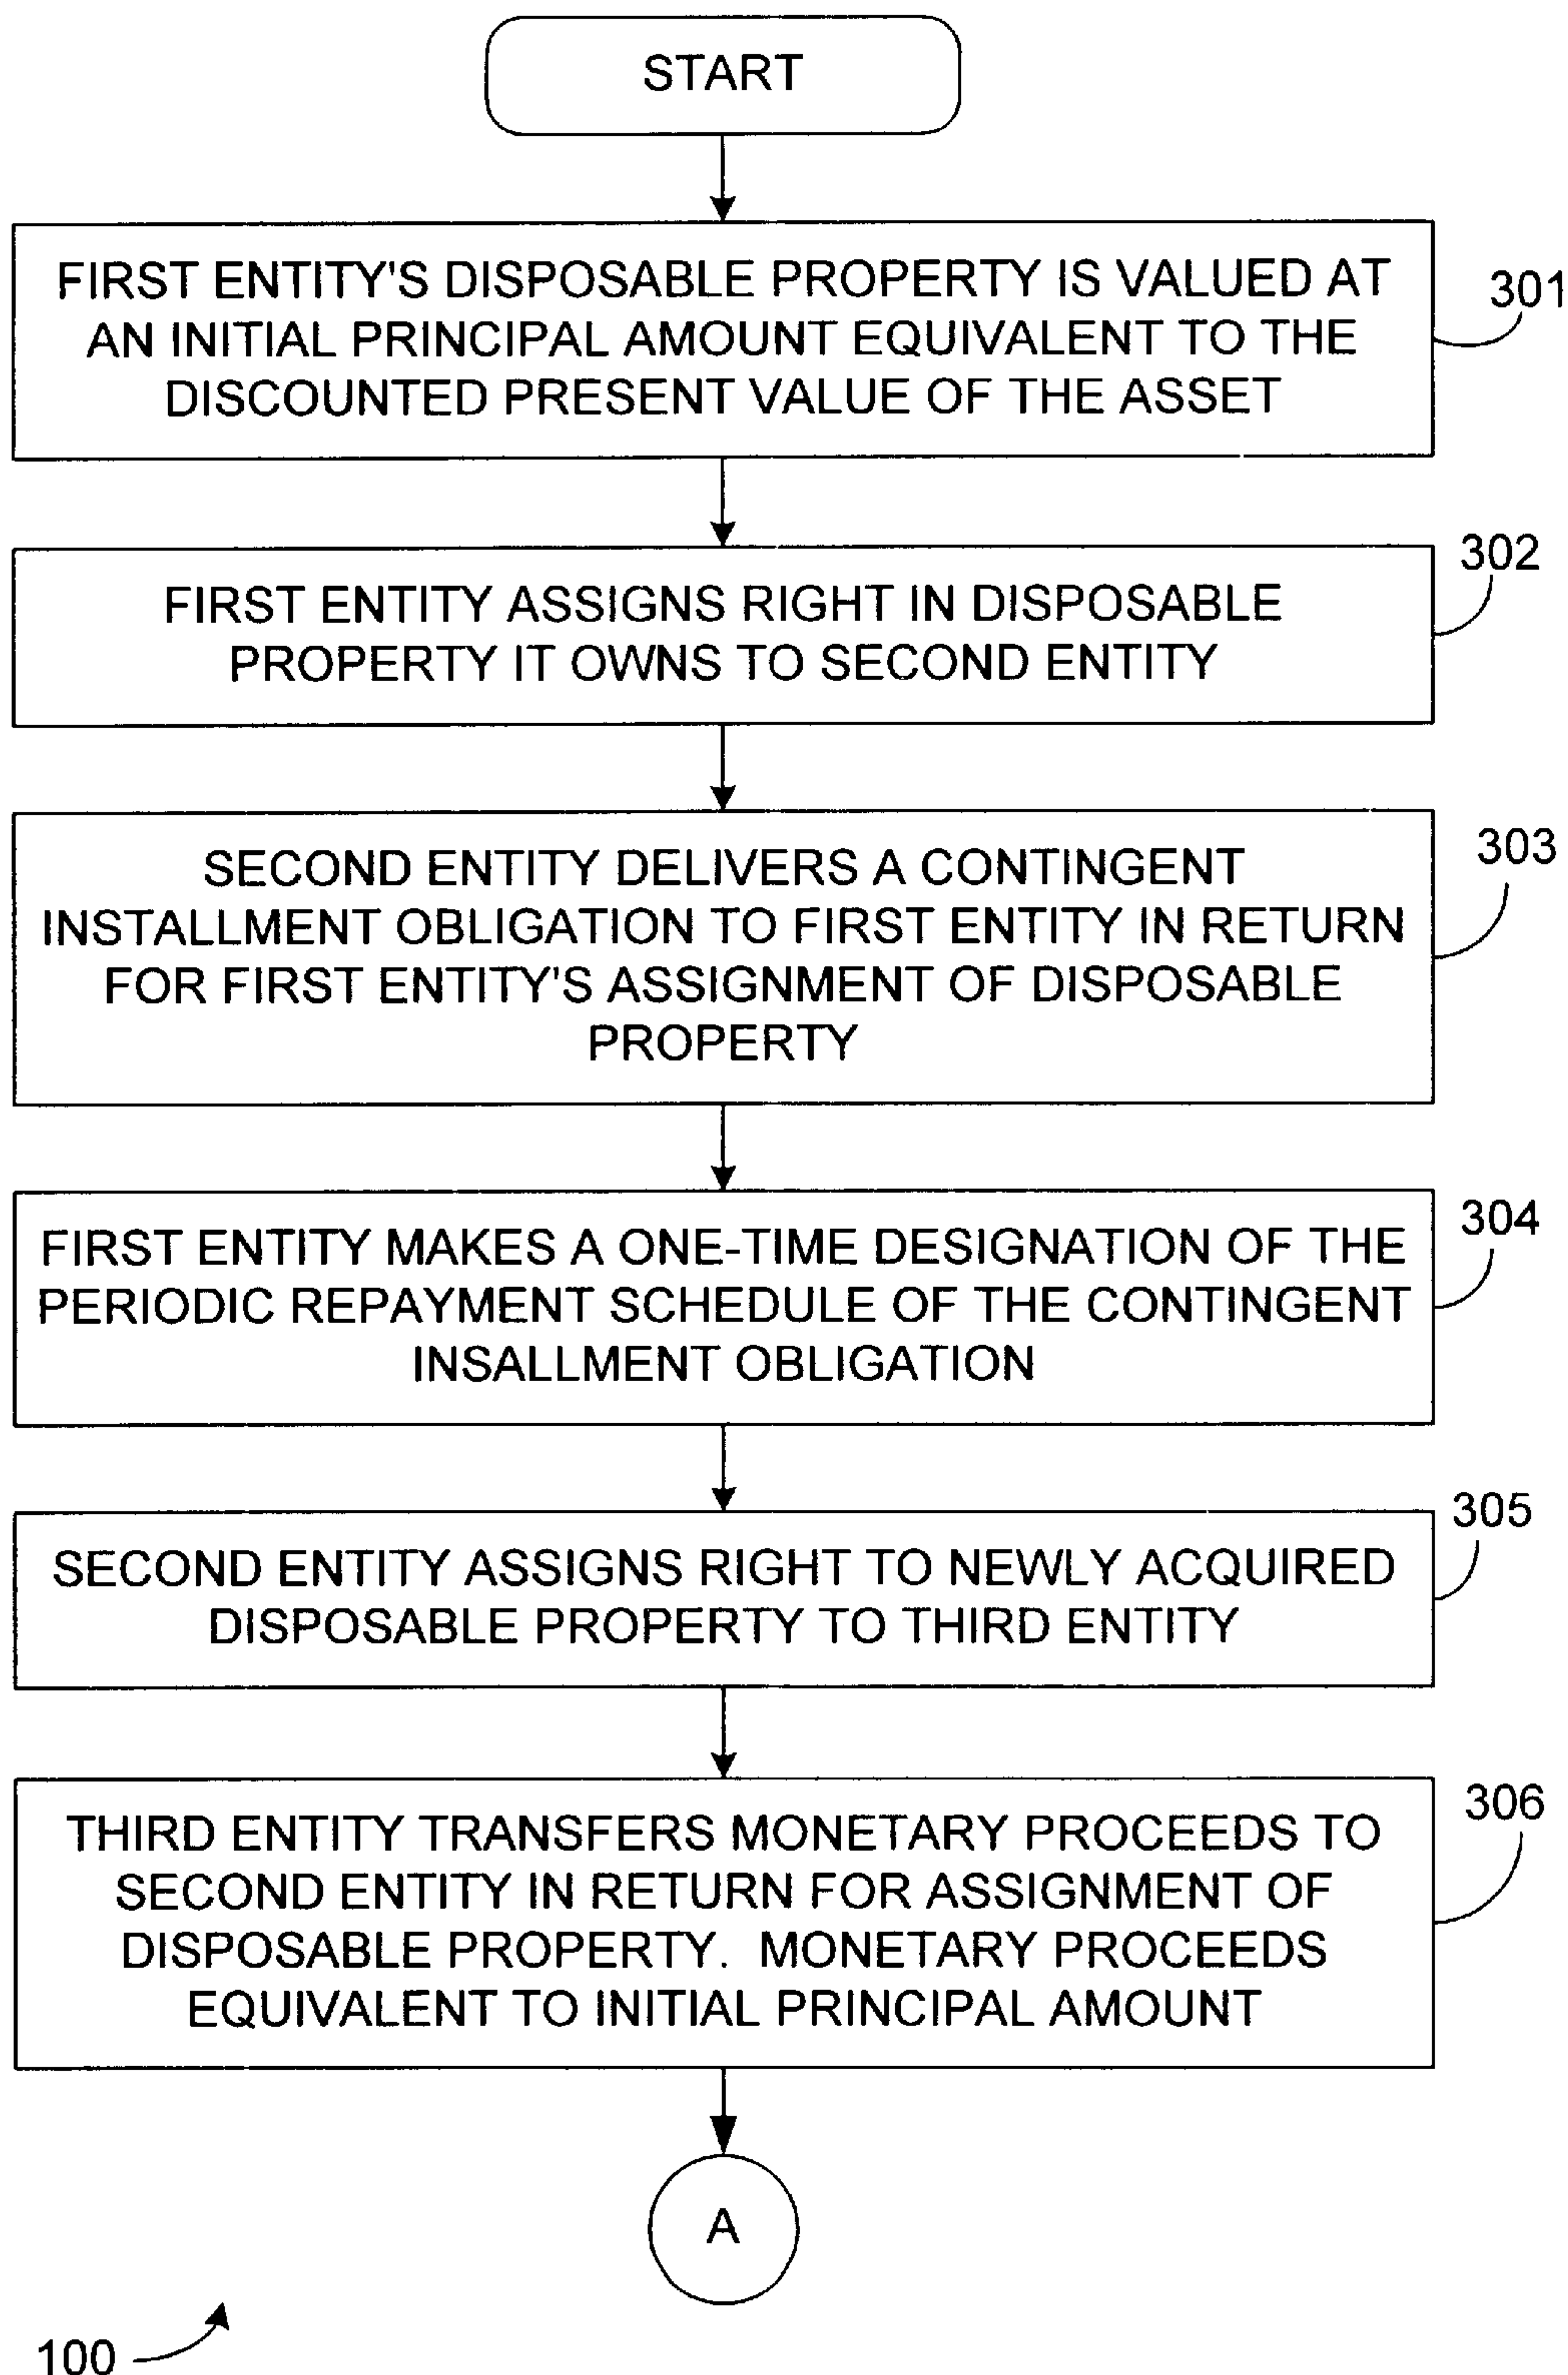 START
FIRST ENTITY'S DISPOSABLE PROPERTY IS VALUED AT
AN INITIAL PRINCIPAL AMOUNT EQUIVALENT TO THE
DISCOUNTED PRESENT VALUE OF THE ASSET
301
FIRST ENTITY ASSIGNS RIGHT IN DISPOSABLE
PROPERTY IT OWNS TO SECOND ENTITY
302
SECOND ENTITY DELIVERS A CONTINGENT
INSTALLMENT OBLIGATION TO FIRST ENTITY IN RETURN
FOR FIRST ENTITY'S ASSIGNMENT OF DISPOSABLE
PROPERTY
303
FIRST ENTITY MAKES A ONE-TIME DESIGNATION OF THE
PERIODIC REPAYMENT SCHEDULE OF THE CONTINGENT
INSALLMENT OBLIGATION
304
SECOND ENTITY ASSIGNS RIGHT TO NEWLY ACQUIRED
DISPOSABLE PROPERTY TO THIRD ENTITY
305
THIRD ENTITY TRANSFERS MONETARY PROCEEDS TO
SECOND ENTITY IN RETURN FOR ASSIGNMENT OF
DISPOSABLE PROPERTY. MONETARY PROCEEDS
EQUIVALENT TO INITIAL PRINCIPAL AMOUNT
306
A
100